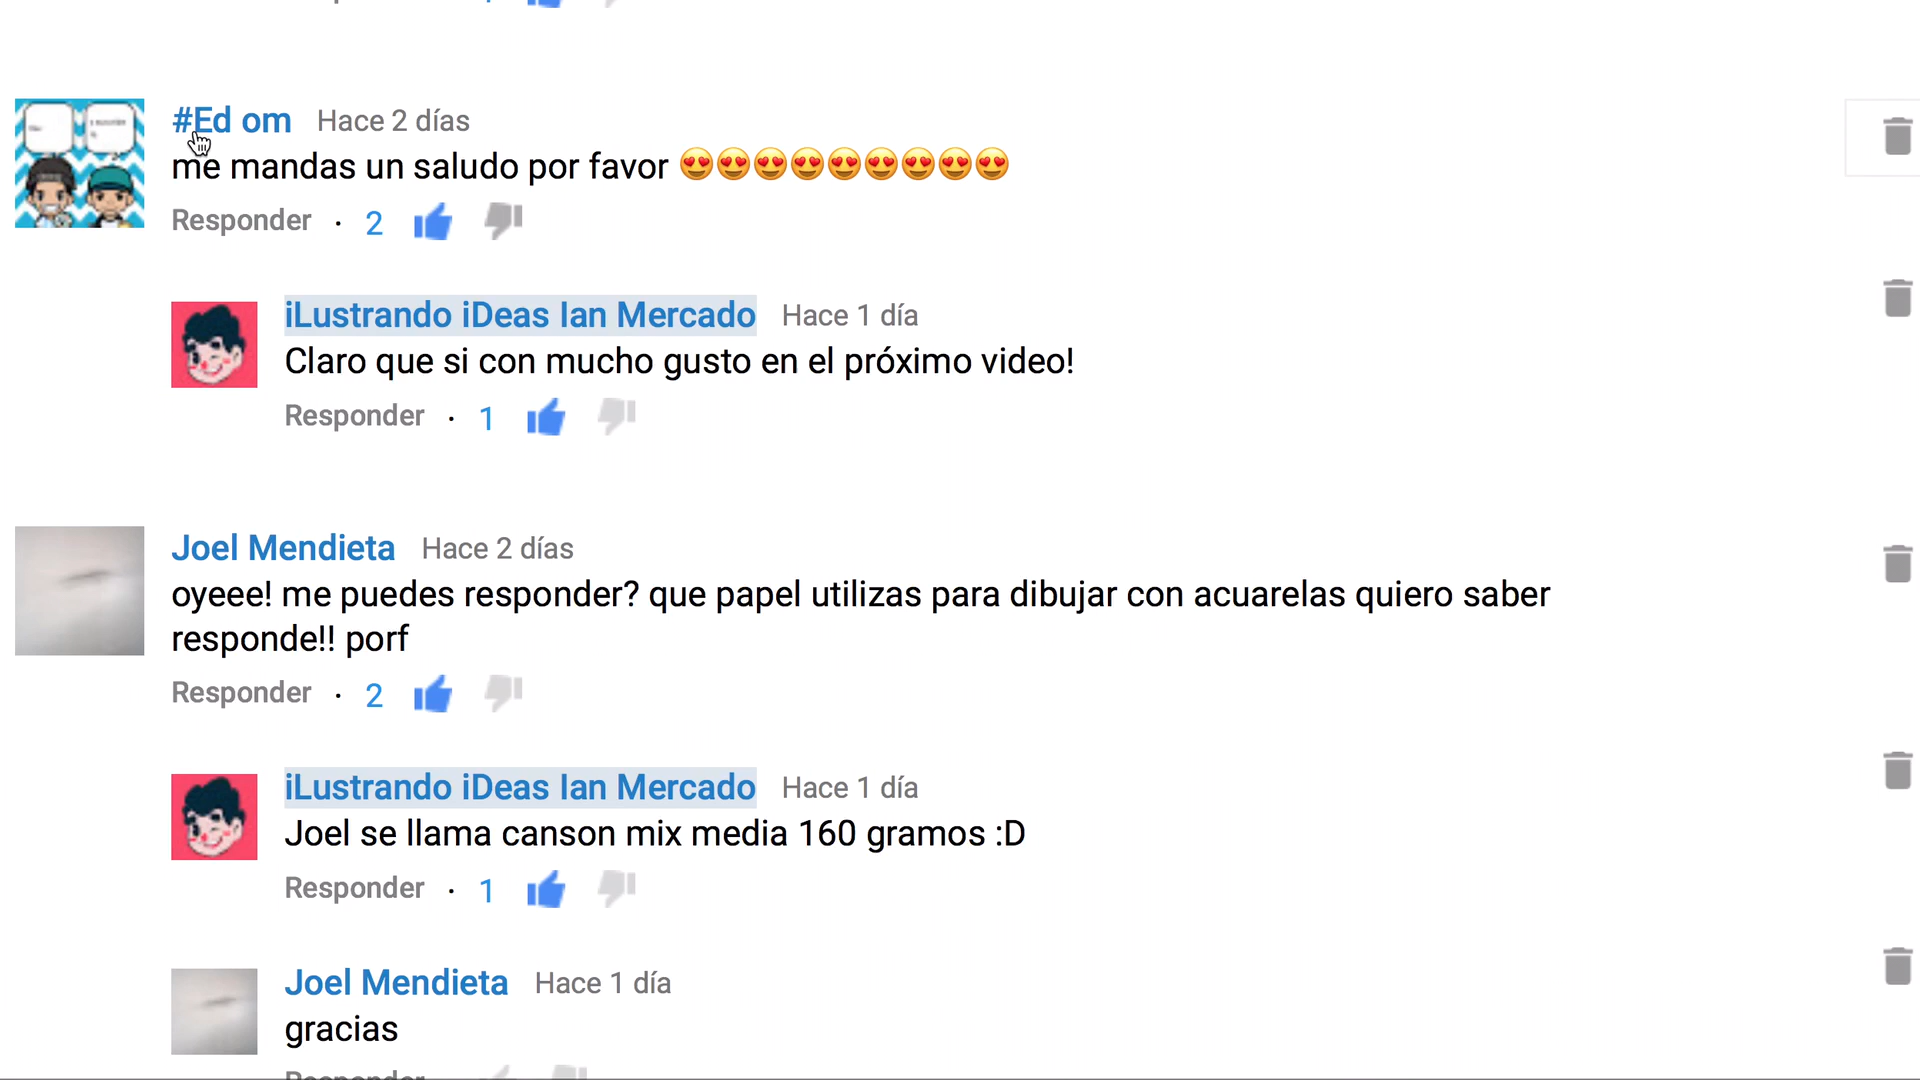 #Ed om Hace 2 días
me mandas un saludo por favor 😍😍😍😍😍😍😍😍😍
Responder · 2
iLustrando iDeas Ian Mercado Hace 1 día
Claro que si con mucho gusto en el próximo video!
Responder · 1
Joel Mendieta Hace 2 días
oyeee! me puedes responder? que papel utilizas para dibujar con acuarelas quiero saber
responde!! porf
Responder · 2
iLustrando iDeas Ian Mercado Hace 1 día
Joel se llama canson mix media 160 gramos :D
Responder · 1
Joel Mendieta Hace 1 día
gracias
Responder